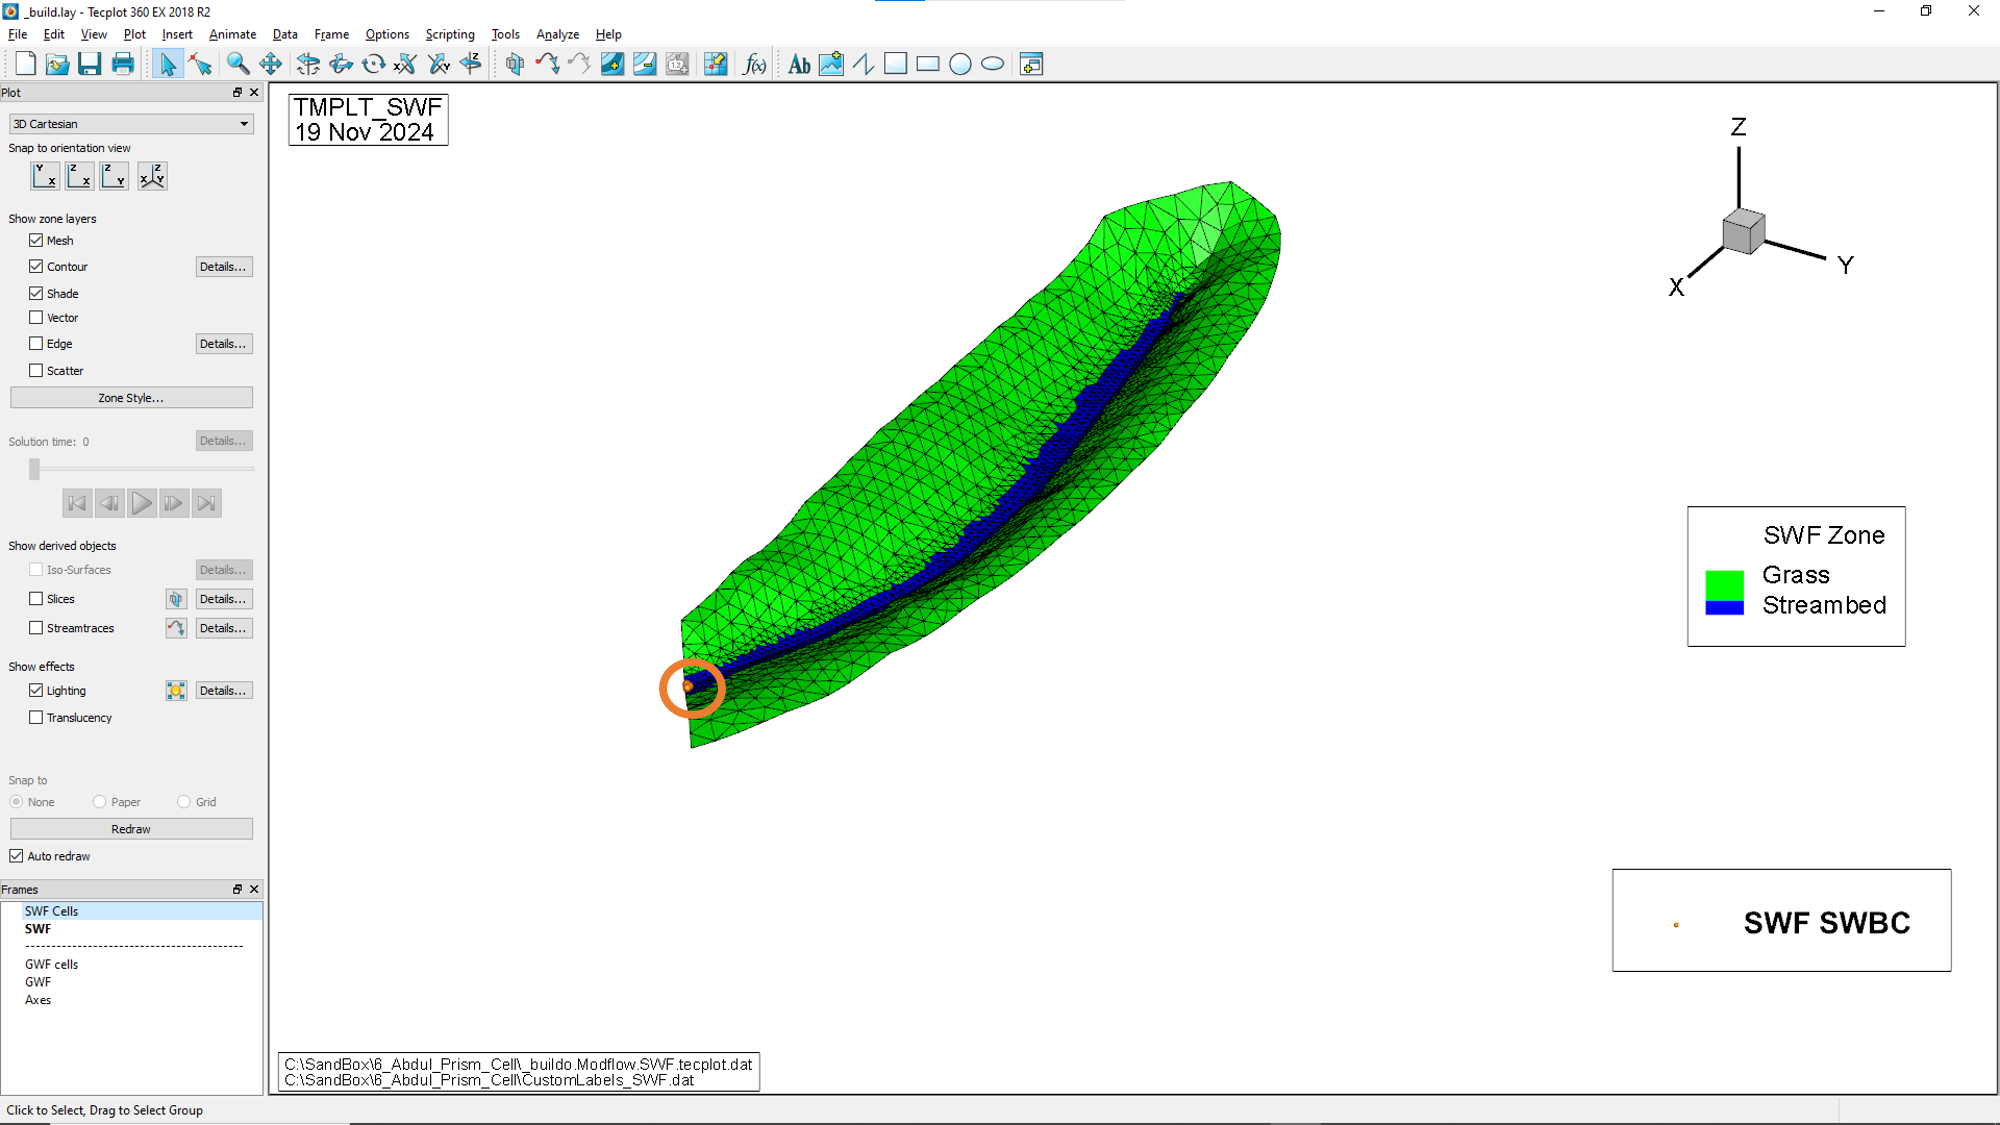 _build.lay - Tecplot 360 EX 2018 R2
File Edit View Plot Insert Animate Data Frame Options Scripting Tools Analyze Help
Ab
f(x)
Plot
3D Cartesian
Snap to orientation view
Y X Z X Z Y Z X Y
Show zone layers
Mesh
Contour Details...
Shade
Vector
Edge Details...
Scatter
Zone Style...
Solution time: 0 Details...
Show derived objects
Iso-Surfaces Details...
Slices Details...
Streamtraces Details...
Show effects
Lighting Details...
Translucency
Snap to
None Paper Grid
Redraw
Auto redraw
Frames
SWF Cells
SWF
GWF cells
GWF
Axes
Click to Select, Drag to Select Group
TMPLT_SWF
19 Nov 2024
Z
Y
X
SWF Zone
Grass
Streambed
SWF SWBC
C:\SandBox\6_Abdul_Prism_Cell\_buildo.Modflow.SWF.tecplot.dat
C:\SandBox\6_Abdul_Prism_Cell\CustomLabels_SWF.dat